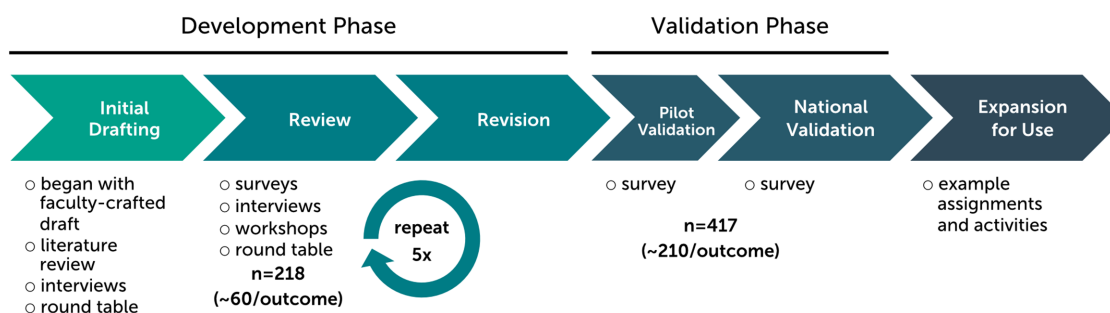 Development Phase
Validation Phase
Initial
Drafting
Review
Revision
Pilot
Validation
National
Validation
Expansion
for Use
○ began with
faculty-crafted
draft
○ literature
review
○ interviews
○ round table
○ surveys
○ interviews
○ workshops
○ round table
n=218
(~60/outcome)
repeat
5x
○ survey
○ survey
n=417
(~210/outcome)
○ example
assignments
and activities